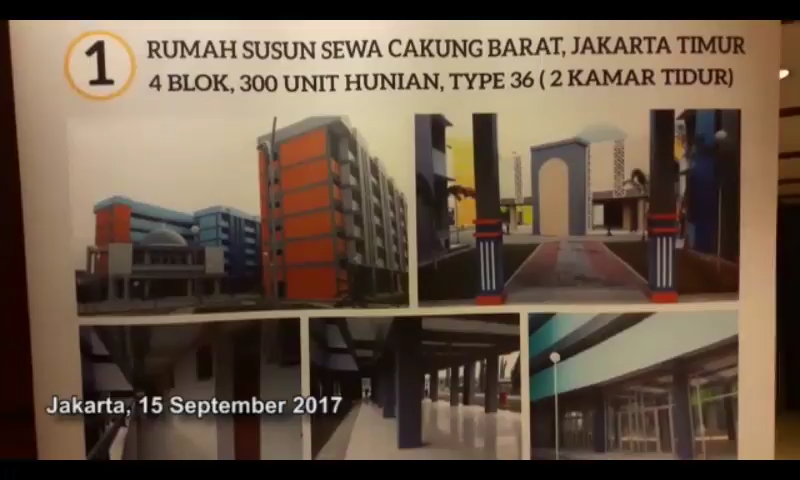 1
RUMAH SUSUN SEWA CAKUNG BARAT, JAKARTA TIMUR
4 BLOK, 300 UNIT HUNIAN, TYPE 36 ( 2 KAMAR TIDUR)
Jakarta, 15 September 2017